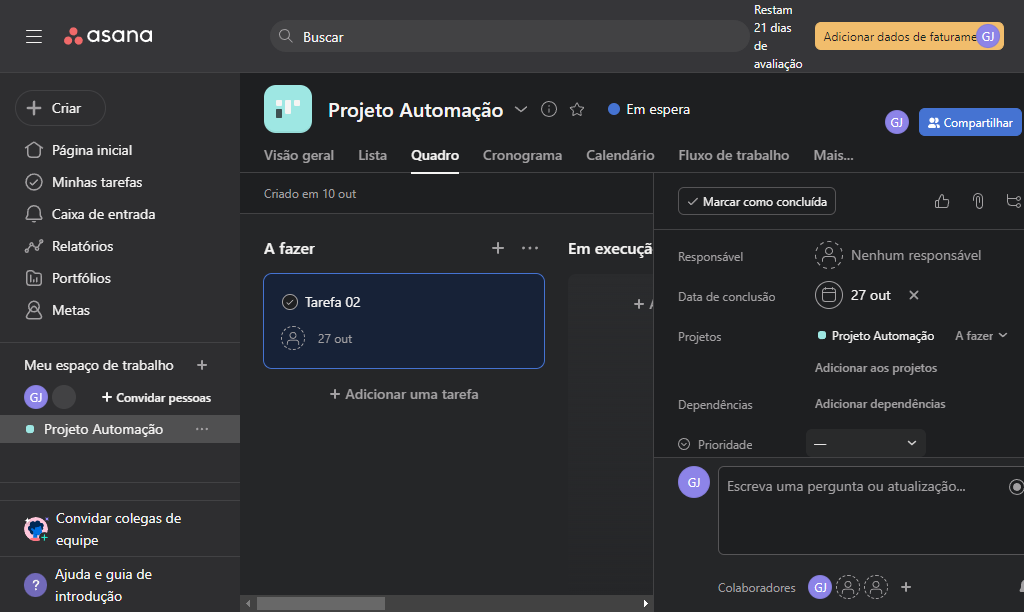 asana
Buscar
Restam
21 dias
de
avaliação
Adicionar dados de faturame
GJ
Criar
Página inicial
Minhas tarefas
Caixa de entrada
Relatórios
Portfólios
Metas
Meu espaço de trabalho
GJ
Convidar pessoas
Projeto Automação
Convidar colegas de
equipe
?
Ajuda e guia de
introdução
Projeto Automação
Em espera
GJ
Compartilhar
Visão geral
Lista
Quadro
Cronograma
Calendário
Fluxo de trabalho
Mais...
Criado em 10 out
A fazer
Em execuçã
Tarefa 02
27 out
Adicionar uma tarefa
Marcar como concluída
Responsável
Nenhum responsável
Data de conclusão
27 out
Projetos
Projeto Automação
A fazer
Adicionar aos projetos
Dependências
Adicionar dependências
Prioridade
—
GJ
Escreva uma pergunta ou atualização...
Colaboradores
GJ